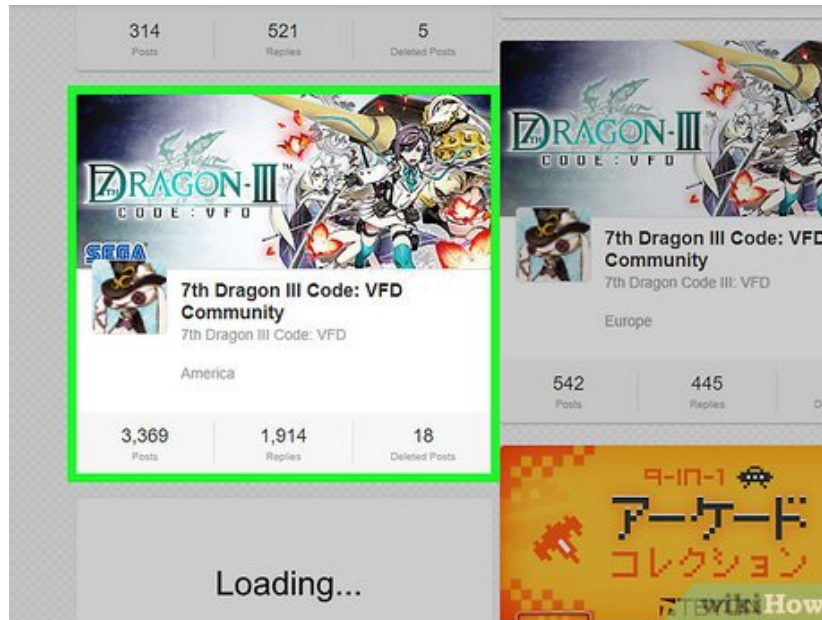 314
521
5
Posts
Replies
Deleted Posts
7TH DRAGON-III™
CODE:VFD
SEGA
7th Dragon III Code: VFD
Community
7th Dragon III Code: VFD
America
3,369
1,914
18
Posts
Replies
Deleted Posts
Loading...
7TH DRAGON-III
CODE:VFD
7th Dragon III Code: VFD
Community
7th Dragon Code III: VFD
Europe
542
445
Posts
Replies
D
9-IN-1
アーケード
コレクション
wikiHow